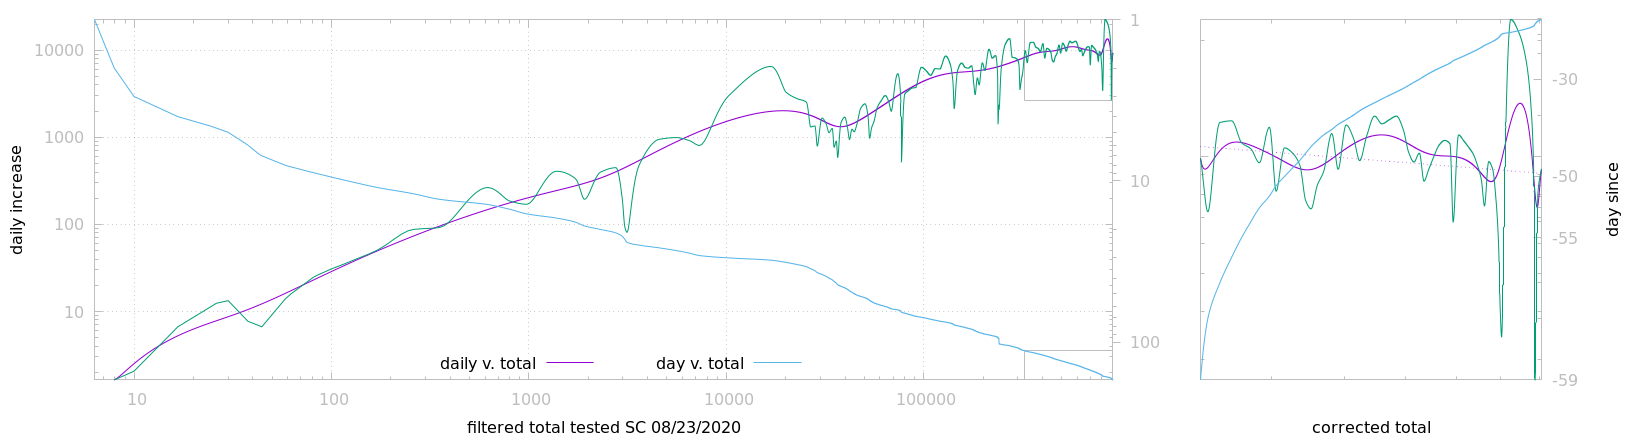 daily increase
10000
1000
100
10
daily v. total
day v. total
10
100
1000
10000
100000
filtered total tested SC 08/23/2020
1
10
100
-30
-50
-55
-59
day since
corrected total